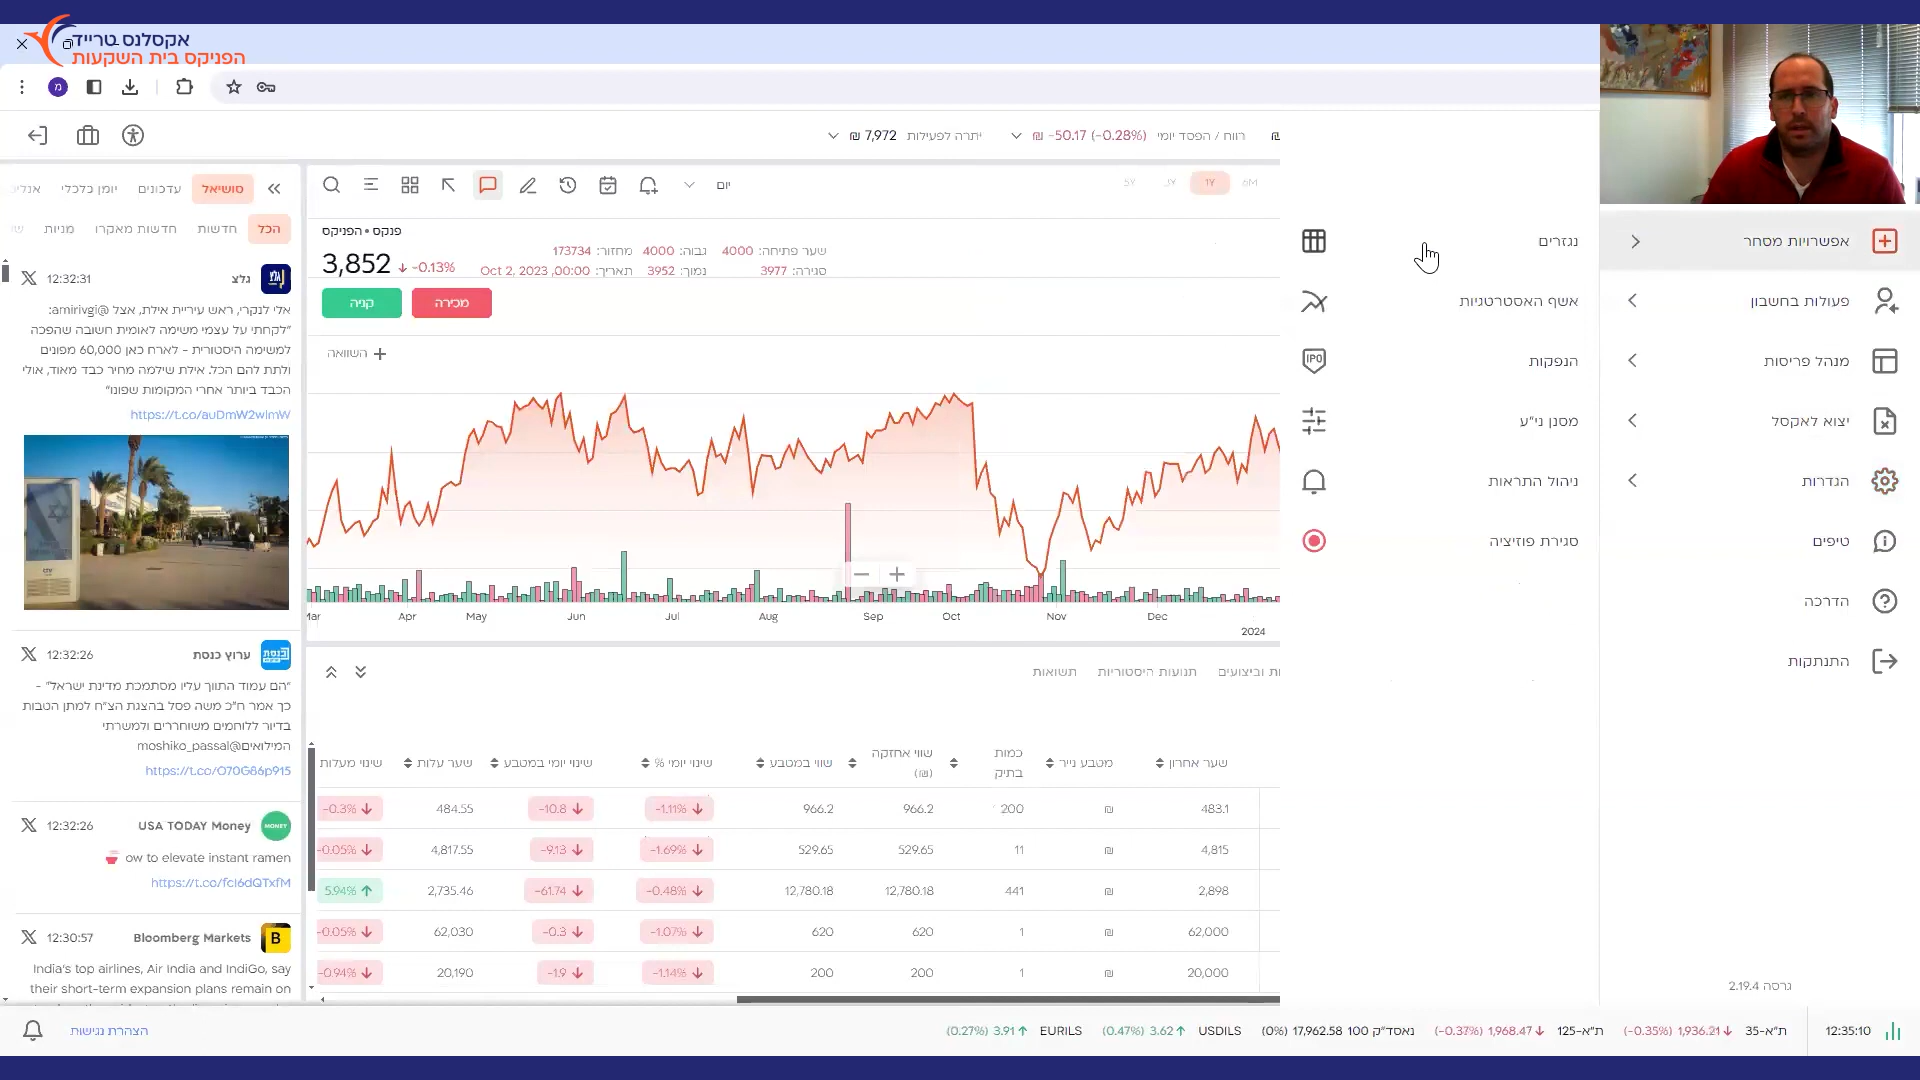 אקסלנס טרייד
הפניקס בית השקעות
מ
רווח / הפסד יומי ₪ -50.17 (-0.28%)
יתרה לפעילות ₪ 7,972
אפשרויות מסחר
פעולות בחשבון
מנהל פריסות
יצוא לאקסל
הגדרות
טיפים
הדרכה
התנתקות
גרסה 2.19.4
נגזרים
אשף האסטרטגיות
הנפקות
IPO
מסנן ני״ע
ניהול התראות
סגירת פוזיציה
יום
6M
1Y
3Y
5Y
פנקס • הפניקס
3,852 -0.13%
שער פתיחה: 4000 גבוה: 4000 מחזור: 173734
סגירה: 3977 נמוך: 3952 תאריך: Oct 2, 2023 ,00:00
קניה
מכירה
השוואה
Mar Apr May Jun Jul Aug Sep Oct Nov Dec
2024
תנועות היסטוריות
תשואות
ת וביצועים
שער אחרון
מטבע נייר
כמות בתיק
שווי אחזקה (₪)
שווי במטבע
שינוי יומי %
שינוי יומי במטבע
שער עלות
שינוי מעלות
483.1 ₪ 200 966.2 966.2 -1.11% -10.8 484.55 -0.3%
4,815 ₪ 11 529.65 529.65 -1.69% -9.13 4,817.55 -0.05%
2,898 ₪ 441 12,780.18 12,780.18 -0.48% -61.74 2,735.46 5.94%
62,000 ₪ 1 620 620 -1.07% -0.3 62,030 -0.05%
20,000 ₪ 1 200 200 -1.14% -1.9 20,190 -0.94%
סושיאל
עדכונים
יומן כלכלי
הכל
חדשות
חדשות מאקרו
מניות
גלצ
12:32:31
אלי לנקרי, ראש עיריית אילת, אצל @amirivgi:
״לקחתי על עצמי משימה לאומית חשובה שהפכה
למשימה היסטורית - לארח כאן 60,000 מפונים
ולתת להם הכל. אילת שילמה מחיר כבד מאוד, אולי
הכבד ביותר אחרי המקומות שפונו״
https://t.co/auDmW2wImW
ערוץ כנסת
12:32:26
״הם עמוד התווך עליו מסתמכת מדינת ישראל״ -
כך אמר ח״כ משה פסל בהצגת הצ״ח למתן הטבות
בדיור ללוחמים משוחררים ולמשרתי
המילואים@moshiko_passal
https://t.co/O70G86p915
USA TODAY Money
MONEY
12:32:26
ow to elevate instant ramen
https://t.co/fcI6dQTxfM
Bloomberg Markets
B
12:30:57
India's top airlines, Air India and IndiGo, say
their short-term expansion plans remain on
12:35:10
ת״א-35 1,936.21 (-0.35%)
ת״א-125 1,968.47 (-0.37%)
נאסד״ק 100 17,962.58 (0%)
USDILS 3.62 (0.47%)
EURILS 3.91 (0.27%)
הצהרת נגישות